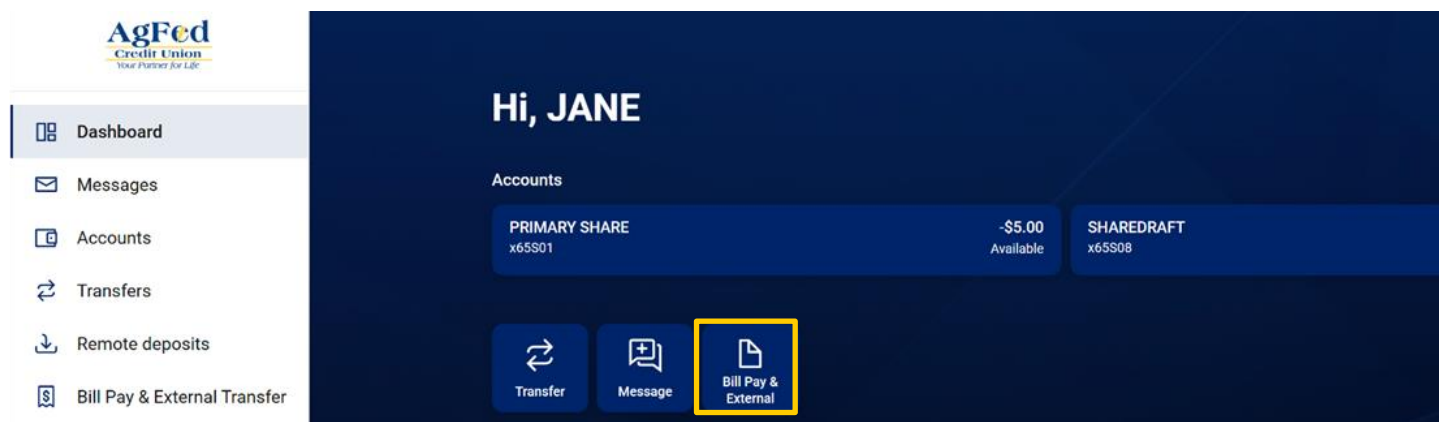 AgFed
Credit Union
Your Partner for Life
Dashboard
Messages
Accounts
Transfers
Remote deposits
Bill Pay & External Transfer
Hi, JANE
Accounts
PRIMARY SHARE
-$5.00
x65S01
Available
SHAREDRAFT
x65S08
Transfer
Message
Bill Pay &
External